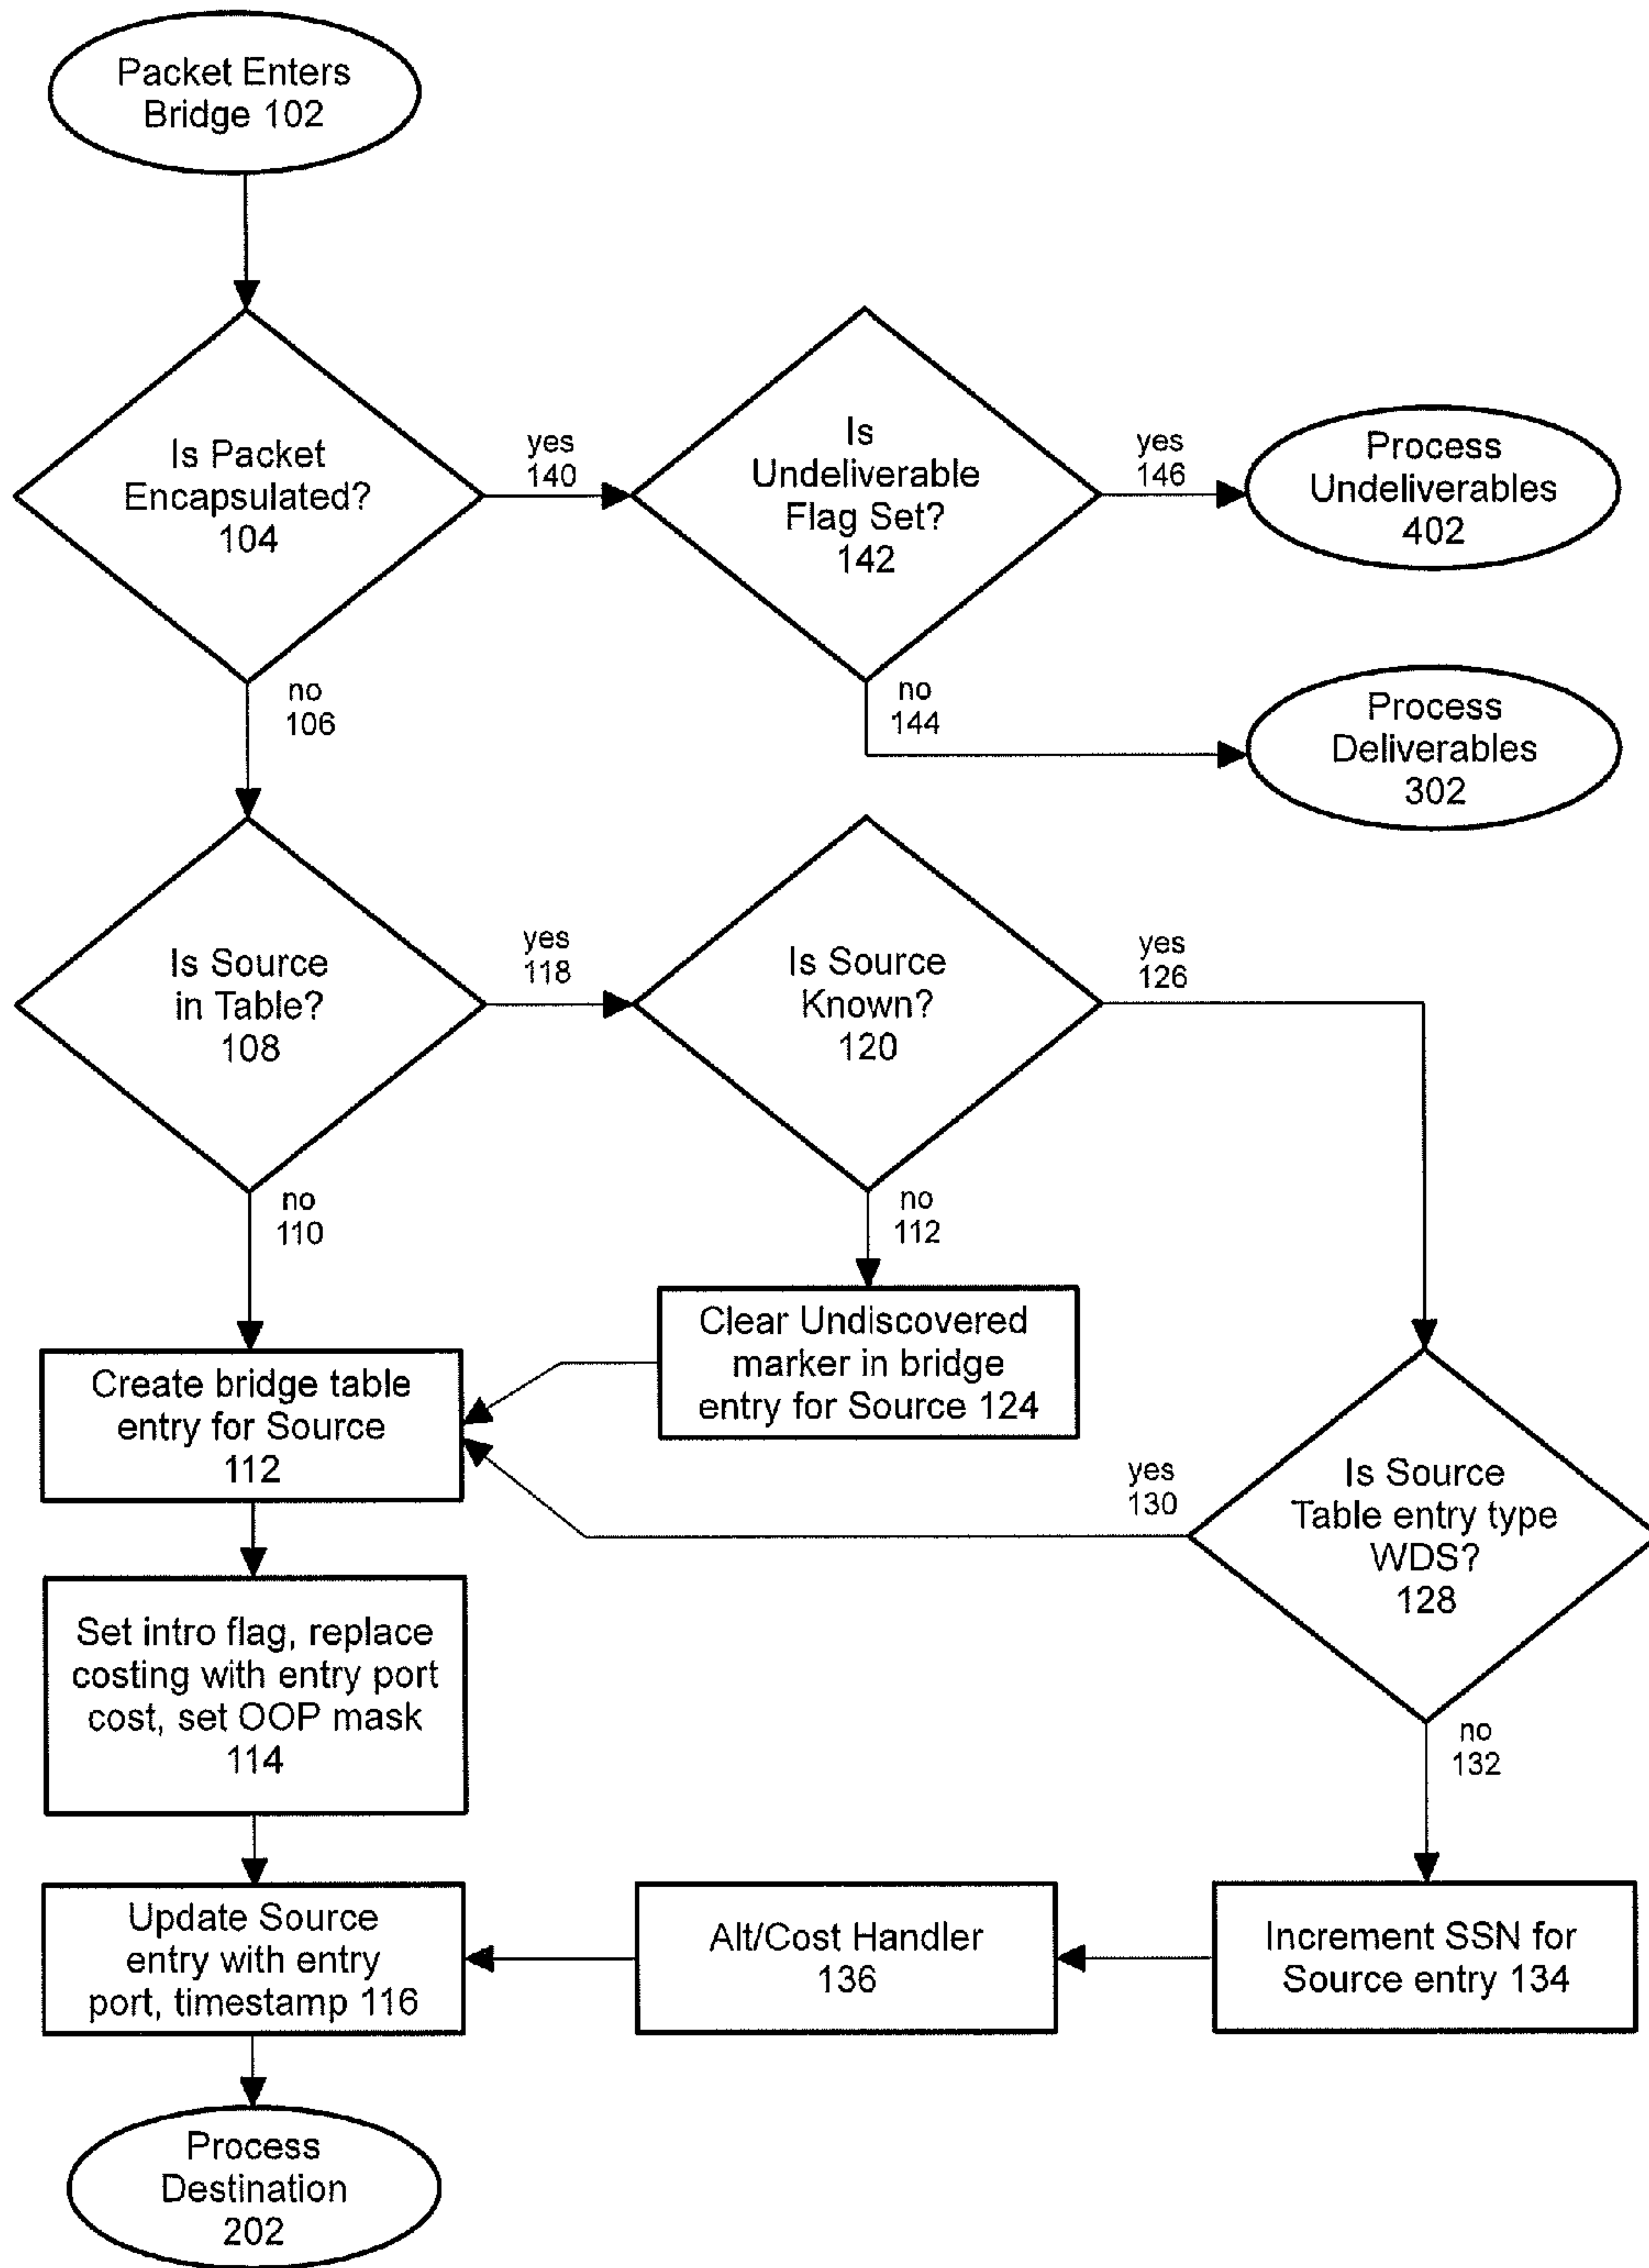 Packet Enters
Bridge 102
Is Packet
Encapsulated?
104
yes
140
Is
Undeliverable
Flag Set?
142
yes
146
Process
Undeliverables
402
no
106
no
144
Process
Deliverables
302
Is Source
in Table?
108
yes
118
Is Source
Known?
120
yes
126
no
110
no
112
Clear Undiscovered
marker in bridge
entry for Source 124
Create bridge table
entry for Source
112
yes
130
Is Source
Table entry type
WDS?
128
Set intro flag, replace
costing with entry port
cost, set OOP mask
114
no
132
Update Source
entry with entry
port, timestamp 116
Alt/Cost Handler
136
Increment SSN for
Source entry 134
Process
Destination
202